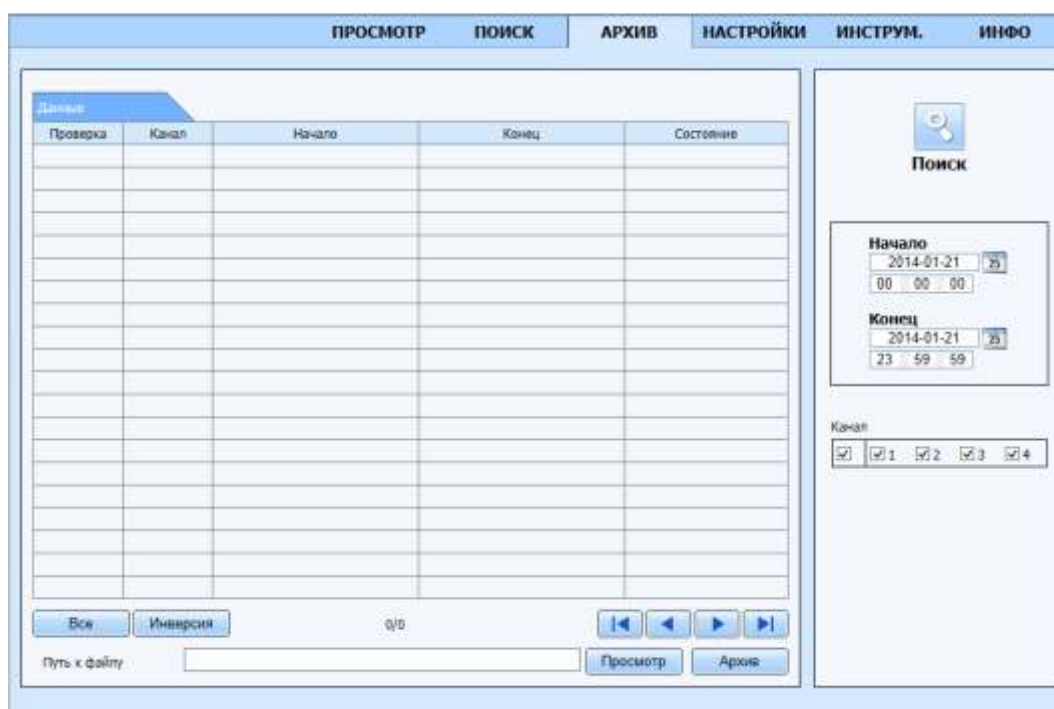 ПРОСМОТР ПОИСК АРХИВ НАСТРОЙКИ ИНСТРУМ. ИНФО
Данные
Проверка Канал Начало Конец Состояние
Все Инверсия 0/0
Путь к файлу Просмотр Архив
Поиск
Начало
2014-01-21 25
00 00 00
Конец
2014-01-21 25
23 59 59
Канал
1 2 3 4